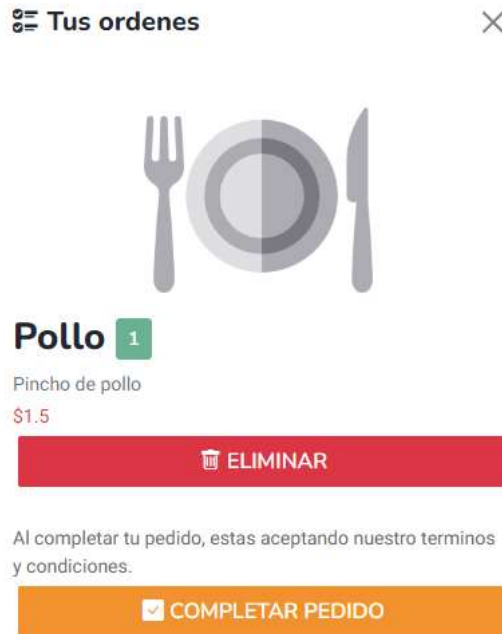 Tus ordenes
Pollo 1
Pincho de pollo
$1.5
ELIMINAR
Al completar tu pedido, estas aceptando nuestro terminos
y condiciones.
COMPLETAR PEDIDO